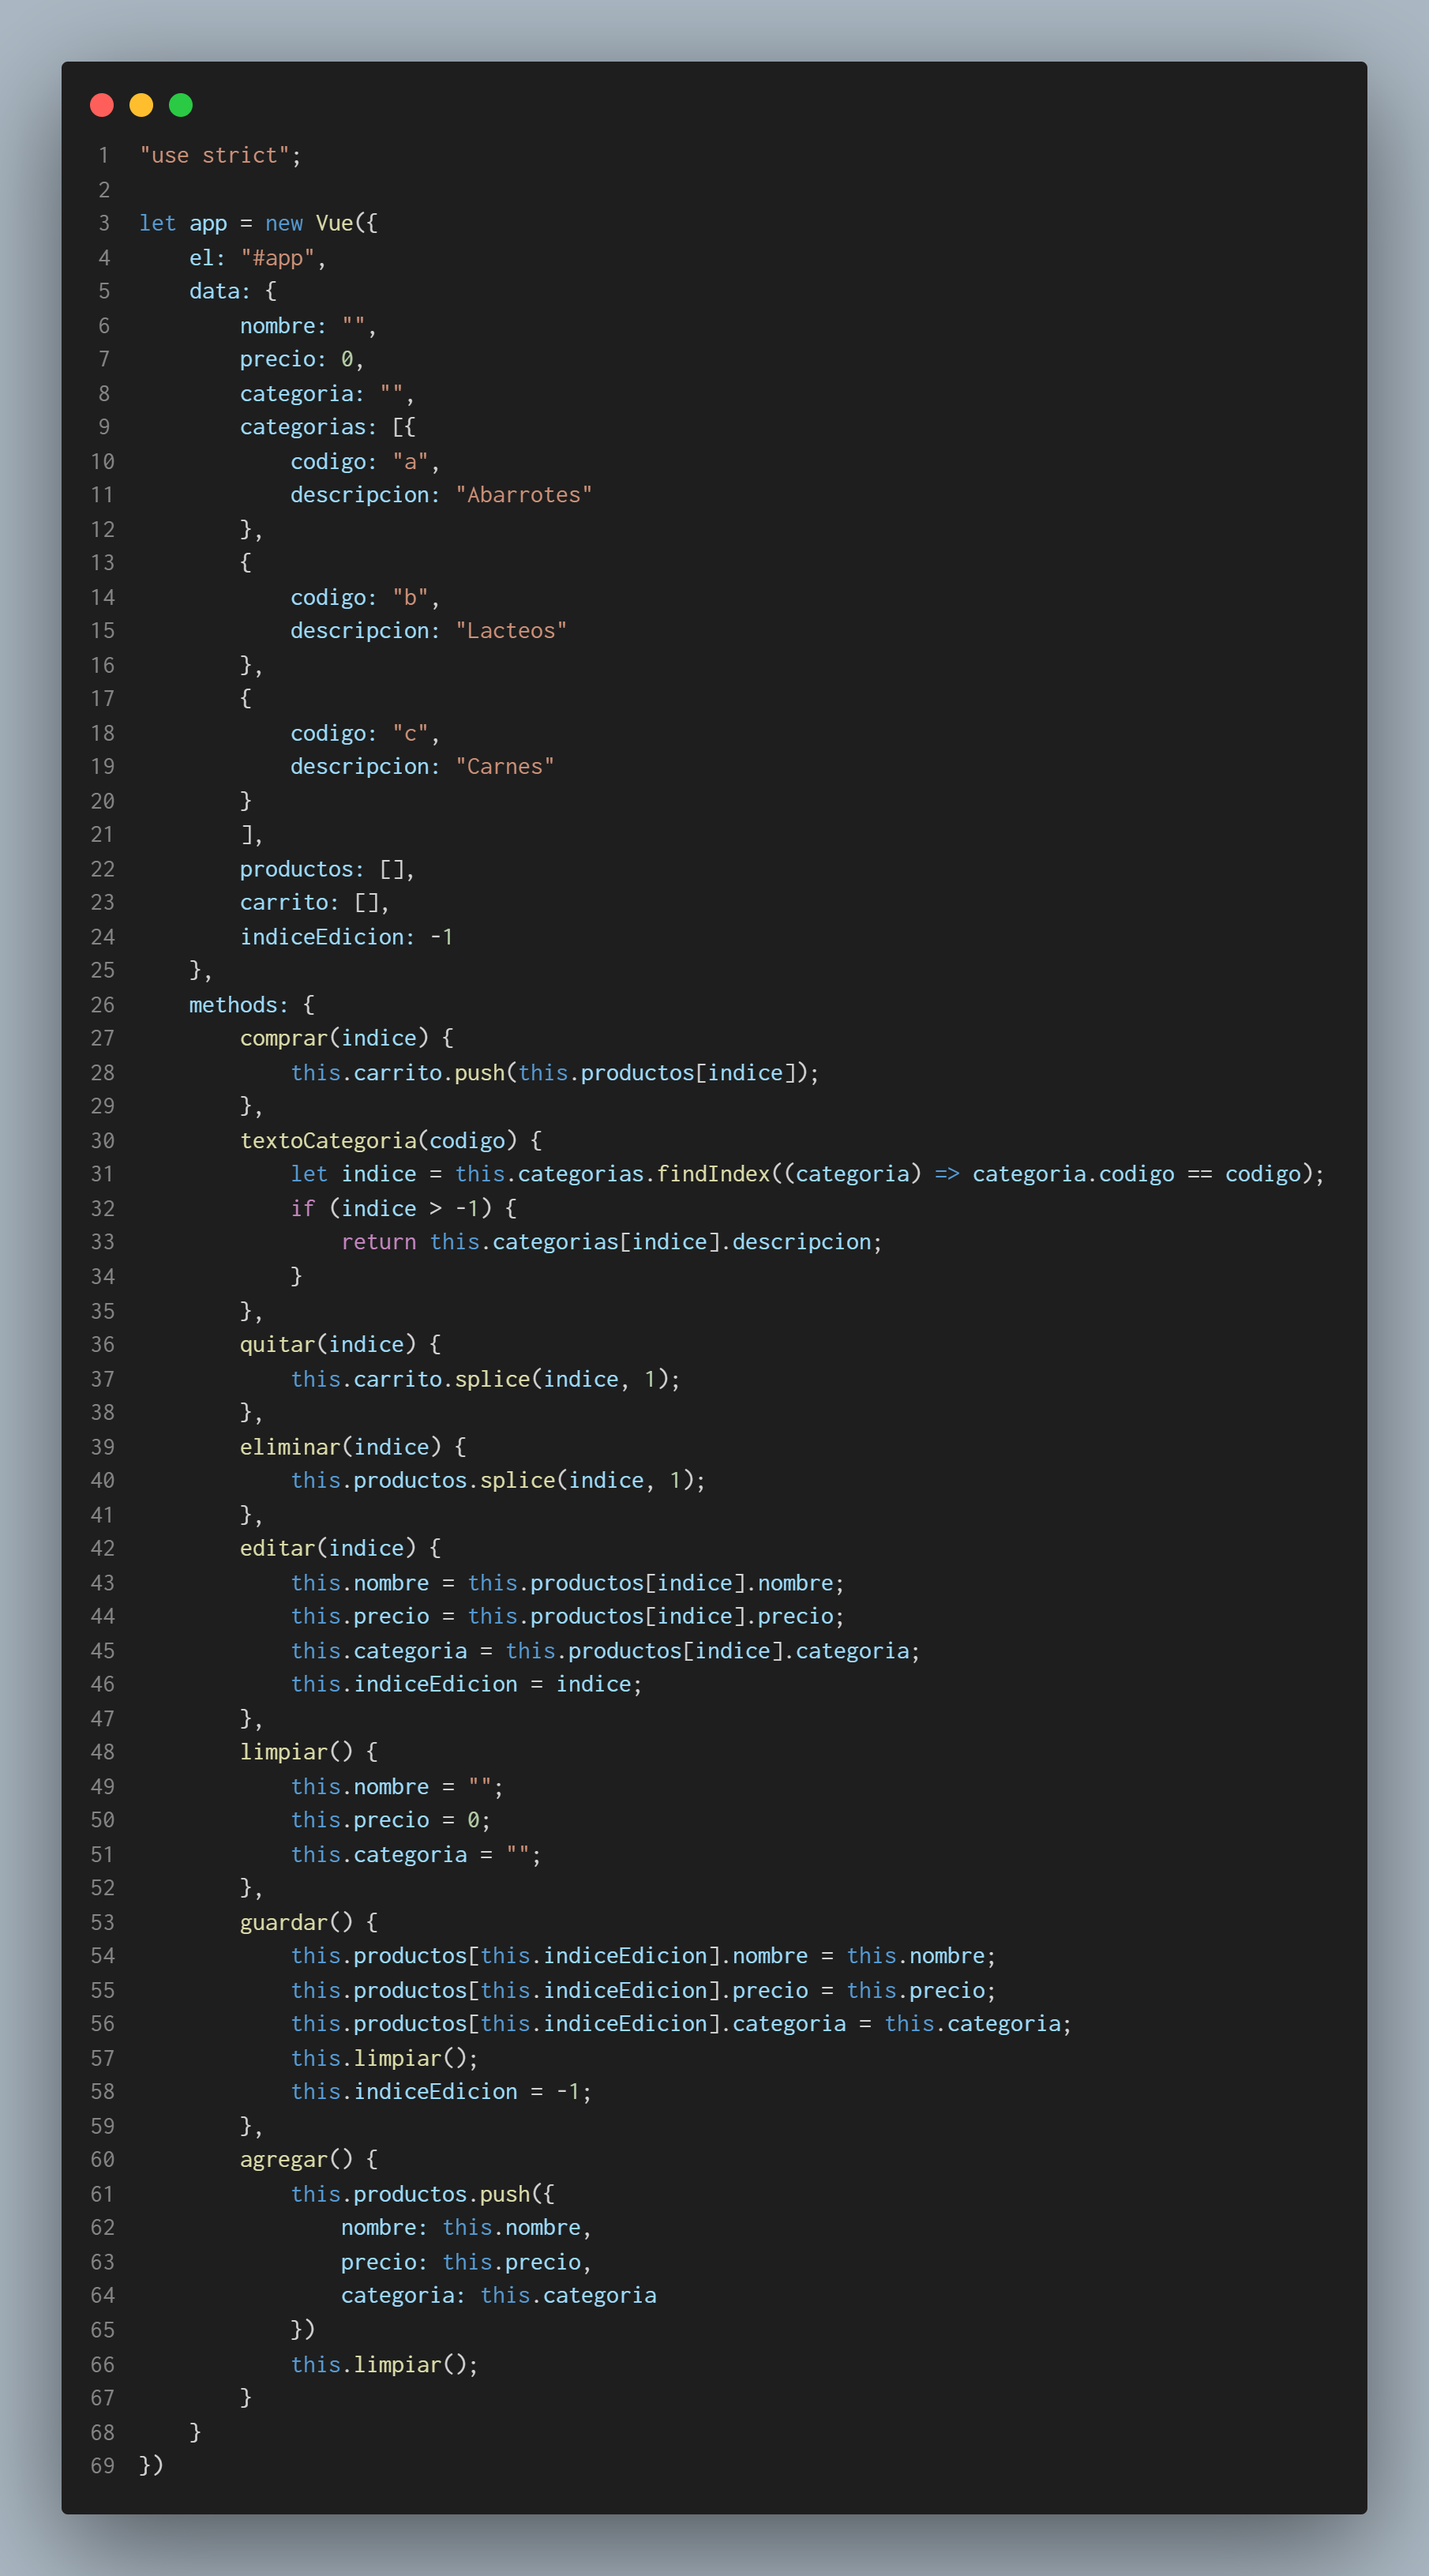 1 "use strict";
2
3 let app = new Vue({
4     el: "#app",
5     data: {
6         nombre: "",
7         precio: 0,
8         categoria: "",
9         categorias: [{
10             codigo: "a",
11             descripcion: "Abarrotes"
12         },
13         {
14             codigo: "b",
15             descripcion: "Lacteos"
16         },
17         {
18             codigo: "c",
19             descripcion: "Carnes"
20         }
21         ],
22         productos: [],
23         carrito: [],
24         indiceEdicion: -1
25     },
26     methods: {
27         comprar(indice) {
28             this.carrito.push(this.productos[indice]);
29         },
30         textoCategoria(codigo) {
31             let indice = this.categorias.findIndex((categoria) => categoria.codigo == codigo);
32             if (indice > -1) {
33                 return this.categorias[indice].descripcion;
34             }
35         },
36         quitar(indice) {
37             this.carrito.splice(indice, 1);
38         },
39         eliminar(indice) {
40             this.productos.splice(indice, 1);
41         },
42         editar(indice) {
43             this.nombre = this.productos[indice].nombre;
44             this.precio = this.productos[indice].precio;
45             this.categoria = this.productos[indice].categoria;
46             this.indiceEdicion = indice;
47         },
48         limpiar() {
49             this.nombre = "";
50             this.precio = 0;
51             this.categoria = "";
52         },
53         guardar() {
54             this.productos[this.indiceEdicion].nombre = this.nombre;
55             this.productos[this.indiceEdicion].precio = this.precio;
56             this.productos[this.indiceEdicion].categoria = this.categoria;
57             this.limpiar();
58             this.indiceEdicion = -1;
59         },
60         agregar() {
61             this.productos.push({
62                 nombre: this.nombre,
63                 precio: this.precio,
64                 categoria: this.categoria
65             })
66             this.limpiar();
67         }
68     }
69 })